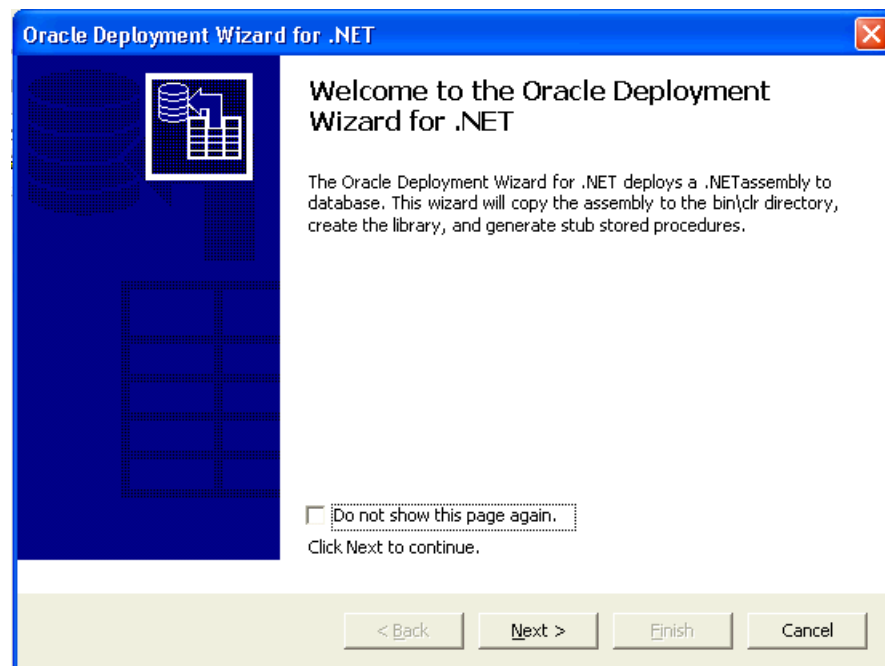 Oracle Deployment Wizard for .NET
Welcome to the Oracle Deployment
Wizard for .NET
The Oracle Deployment Wizard for .NET deploys a .NETassembly to
database. This wizard will copy the assembly to the bin\clr directory,
create the library, and generate stub stored procedures.
Do not show this page again.
Click Next to continue.
< Back Next > Finish Cancel